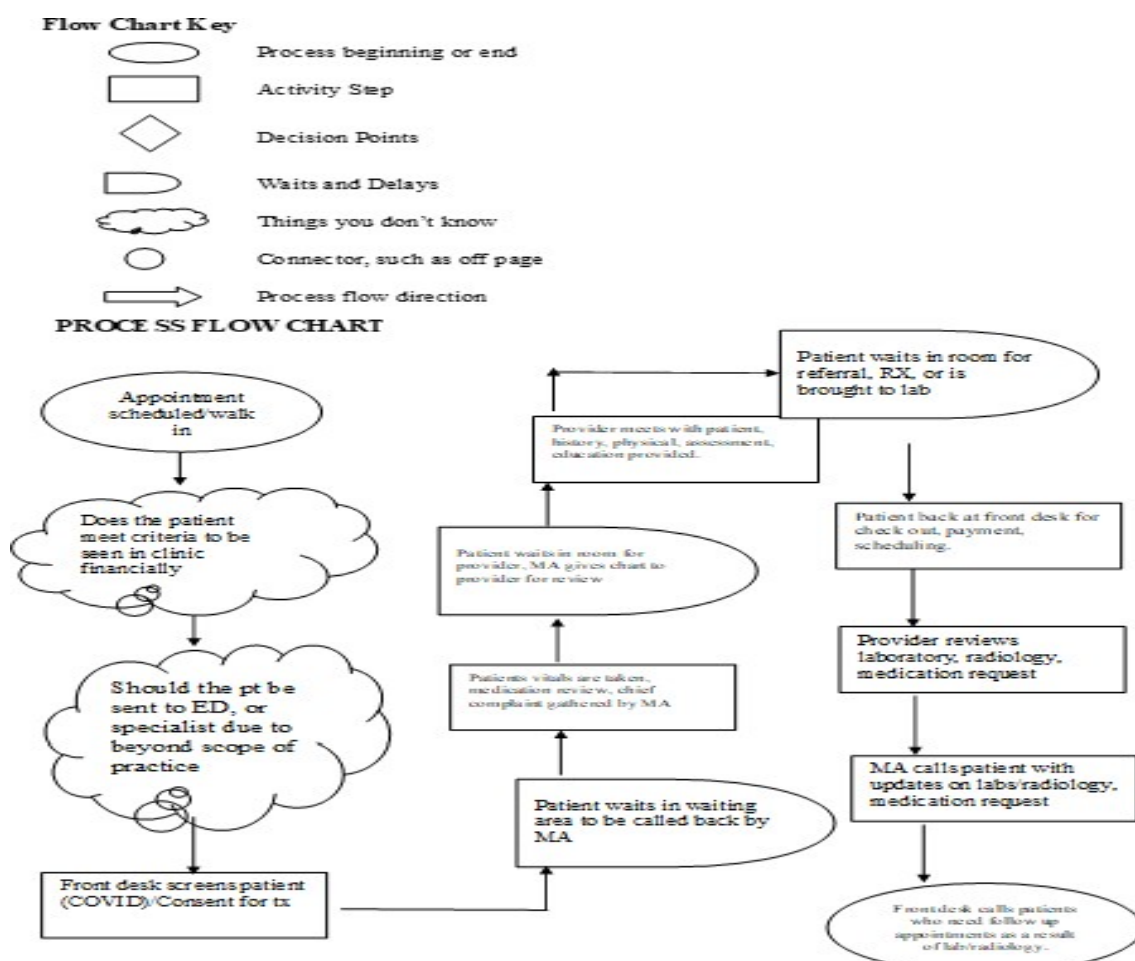 Flow Chart Key
Process beginning or end
Activity Step
Decision Points
Waits and Delays
Things you don't know
Connector, such as off page
Process flow direction
PROCESS FLOW CHART
Appointment
scheduled/walk
in
Does the patient
meet criteria to be
seen in clinic
financially
Should the pt be
sent to ED, or
specialist due to
beyond scope of
practice
Front desk screens patient
(COVID)/Consent for tx
Patient waits in waiting
area to be called back by
MA
Patients vitals are taken,
medication review, chief
complaint gathered by MA
Patient waits in room for
provider, MA gives chart to
provider for review
Provider meets with patient,
history, physical, assessment,
education provided.
Patient waits in room for
referral, RX, or is
brought to lab
Patient back at front desk for
check out, payment,
scheduling.
Provider reviews
laboratory, radiology,
medication request
MA calls patient with
updates on labs/radiology,
medication request
Front desk calls patients
who need follow up
appointments as a result
of lab/radiology.